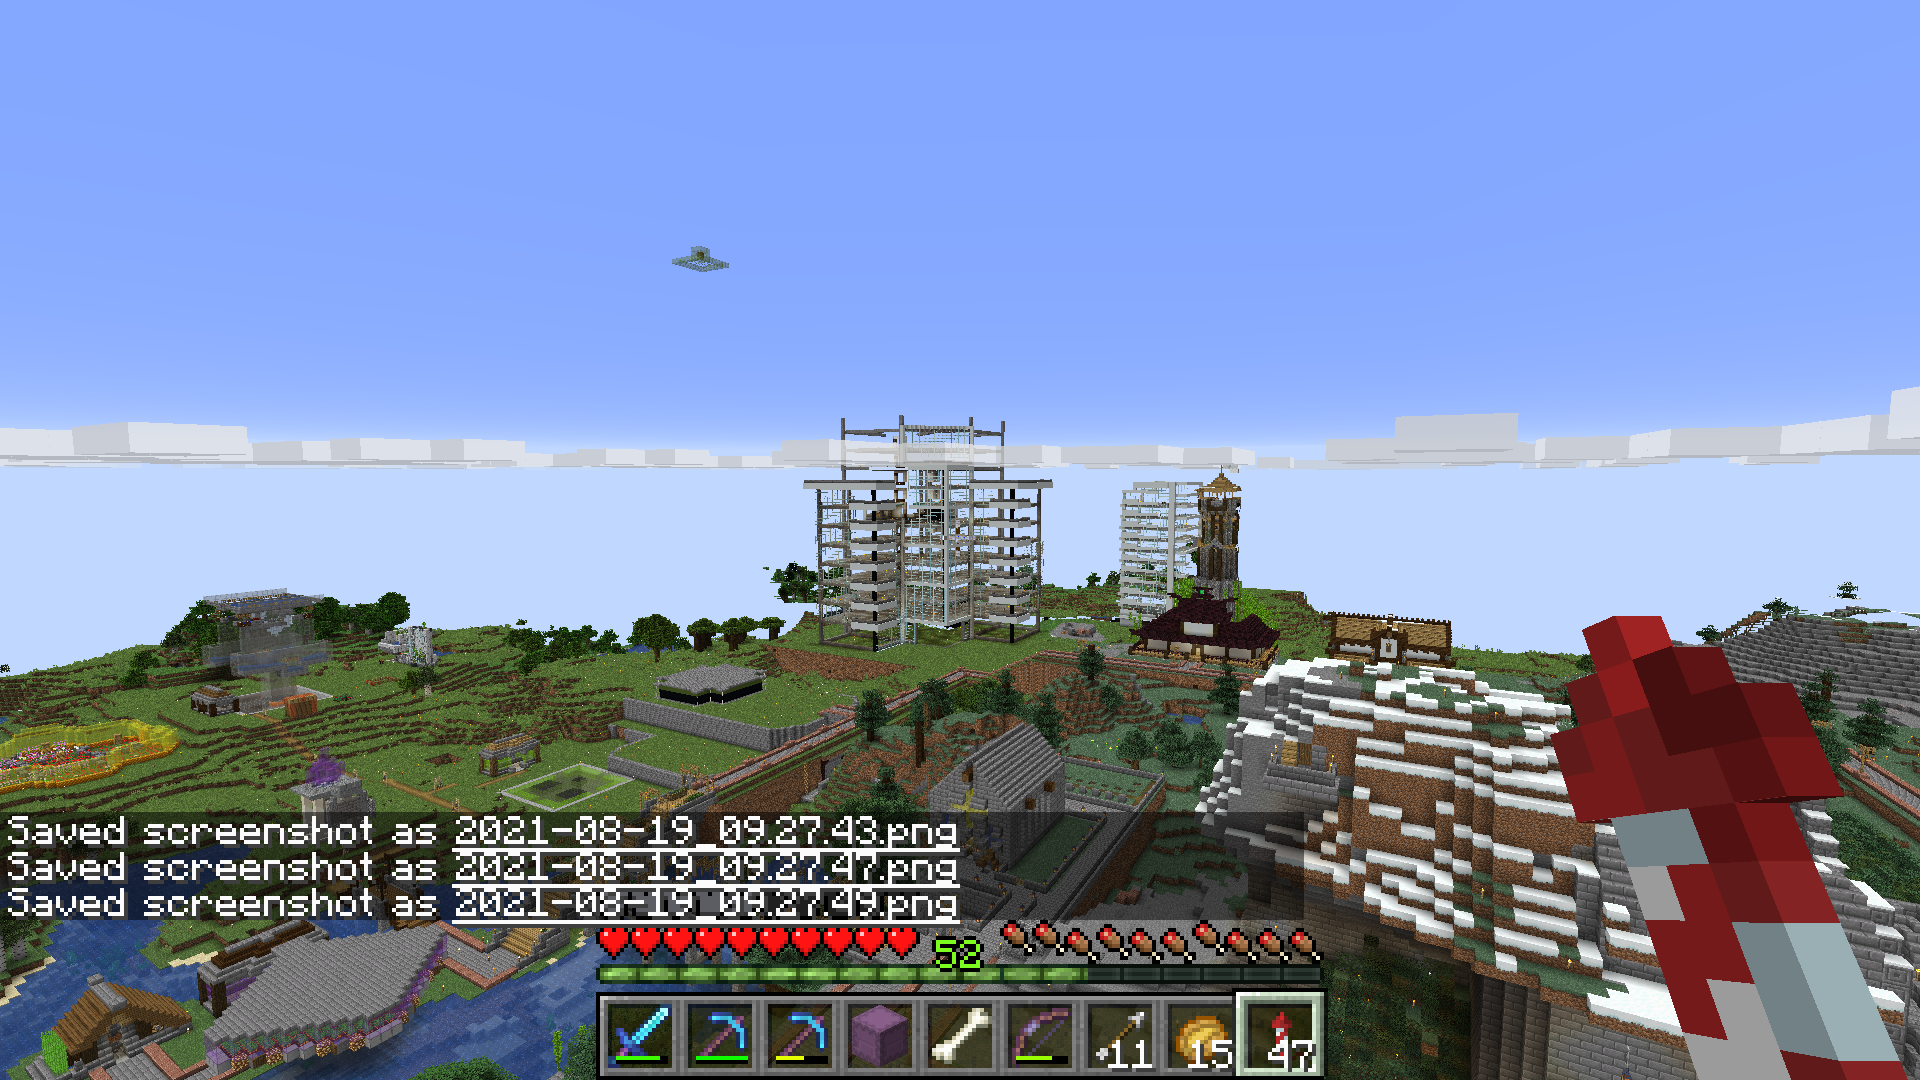 Saved screenshot as 2021-08-19_09.27.43.png
Saved screenshot as 2021-08-19_09.27.47.png
Saved screenshot as 2021-08-19_09.27.49.png
52
11 15 47